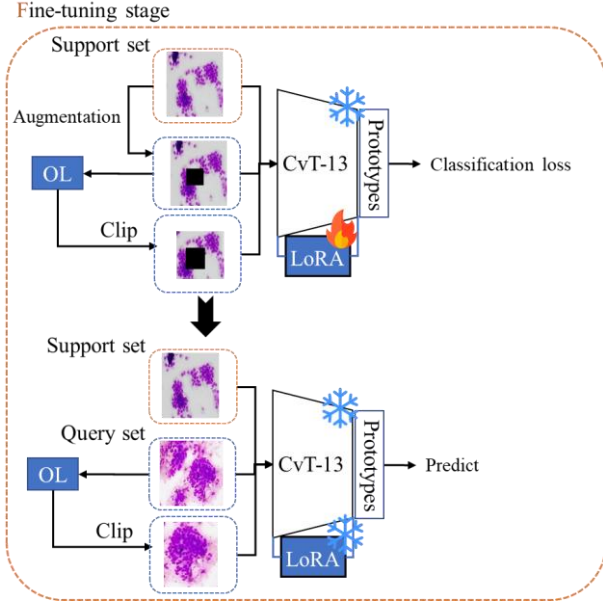 Fine-tuning stage
Support set
Augmentation
OL
Clip
CvT-13
Prototypes
Classification loss
LoRA
Support set
Query set
OL
Clip
CvT-13
Prototypes
Predict
LoRA